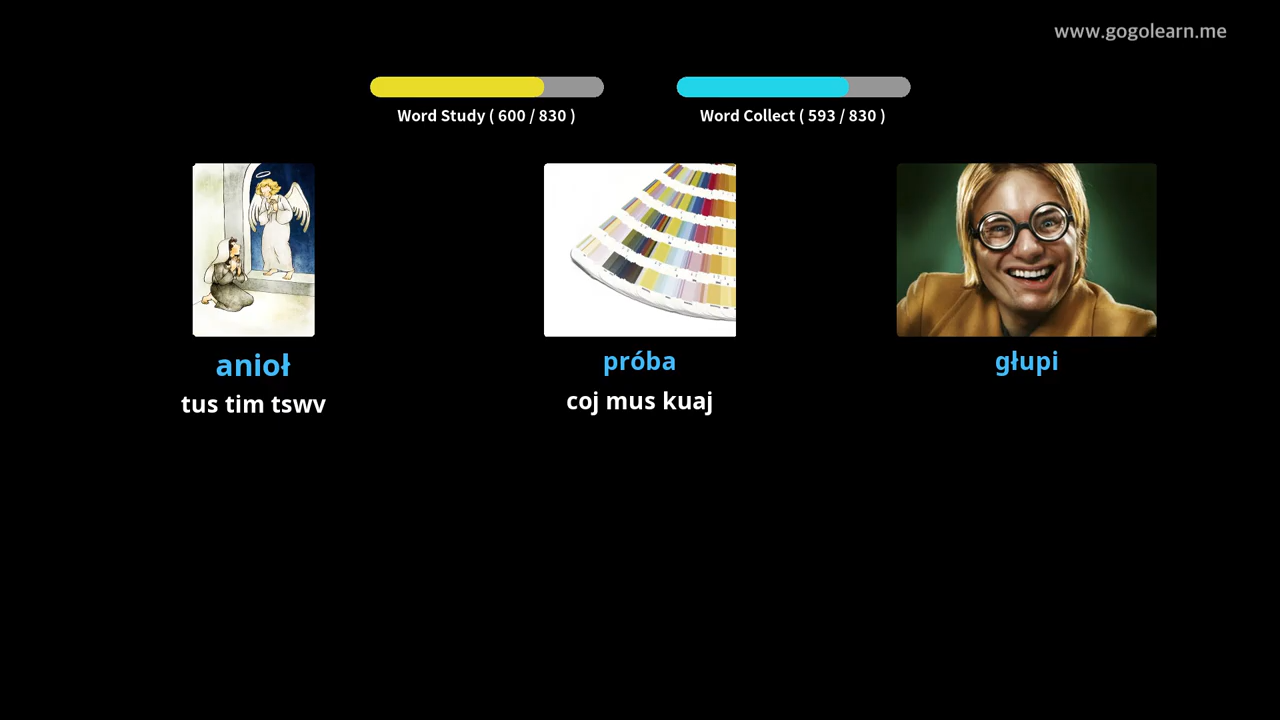 www.gogolearn.me
Word Study ( 600 / 830 )
Word Collect ( 593 / 830 )
anioł
tus tim tswv
próba
coj mus kuaj
głupi